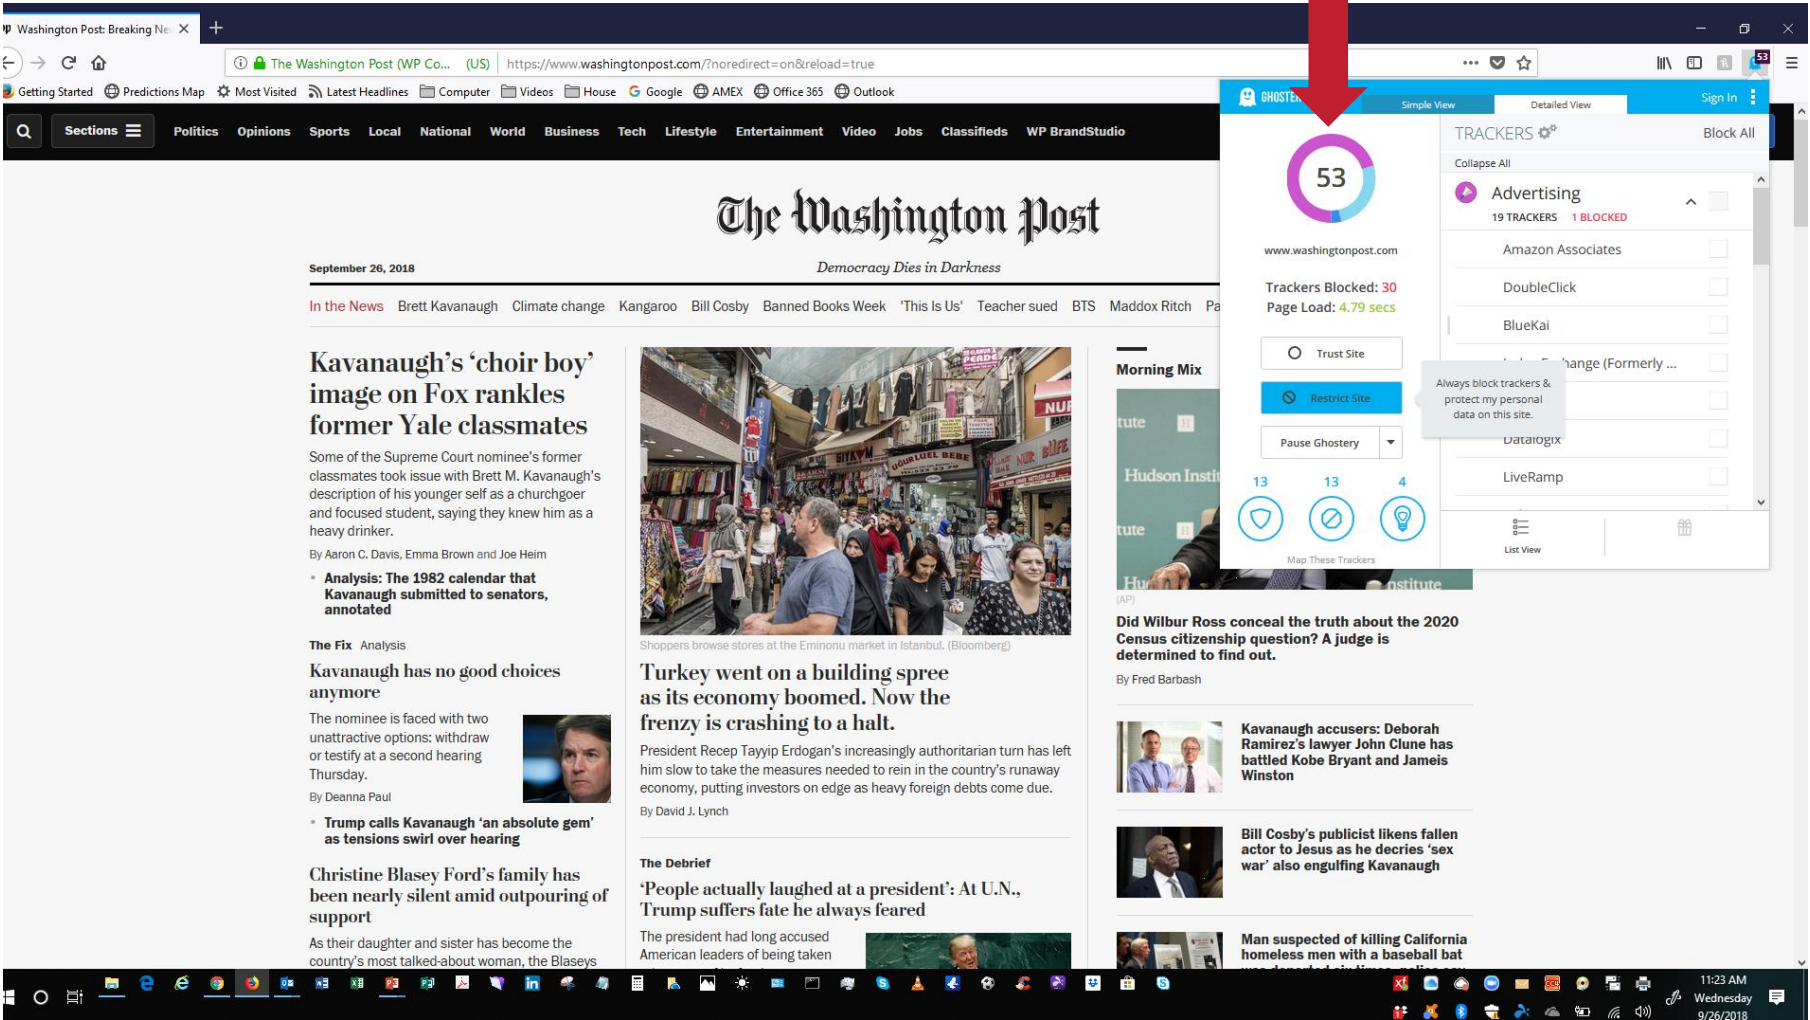 Washington Post: Breaking Ne
The Washington Post (WP Co... (US)
https://www.washingtonpost.com/?noredirect=on&reload=true
53
Getting Started Predictions Map Most Visited Latest Headlines Computer Videos House Google AMEX Office 365 Outlook
Sections Politics Opinions Sports Local National World Business Tech Lifestyle Entertainment Video Jobs Classifieds WP BrandStudio
The Washington Post
September 26, 2018
Democracy Dies in Darkness
In the News Brett Kavanaugh Climate change Kangaroo Bill Cosby Banned Books Week 'This Is Us' Teacher sued BTS Maddox Ritch Pa
Kavanaugh's ‘choir boy’
image on Fox rankles
former Yale classmates
Some of the Supreme Court nominee's former
classmates took issue with Brett M. Kavanaugh's
description of his younger self as a churchgoer
and focused student, saying they knew him as a
heavy drinker.
By Aaron C. Davis, Emma Brown and Joe Heim
Analysis: The 1982 calendar that
Kavanaugh submitted to senators,
annotated
The Fix Analysis
Kavanaugh has no good choices
anymore
The nominee is faced with two
unattractive options: withdraw
or testify at a second hearing
Thursday.
By Deanna Paul
Trump calls Kavanaugh ‘an absolute gem’
as tensions swirl over hearing
Christine Blasey Ford's family has
been nearly silent amid outpouring of
support
As their daughter and sister has become the
country's most talked-about woman, the Blaseys
PERDE
NUR
SIYAM
UĞURLUEL BEBE
NUR BUFE
Shoppers browse stores at the Eminonu market in Istanbul. (Bloomberg)
Turkey went on a building spree
as its economy boomed. Now the
frenzy is crashing to a halt.
President Recep Tayyip Erdogan's increasingly authoritarian turn has left
him slow to take the measures needed to rein in the country's runaway
economy, putting investors on edge as heavy foreign debts come due.
By David J. Lynch
The Debrief
‘People actually laughed at a president’: At U.N.,
Trump suffers fate he always feared
The president had long accused
American leaders of being taken
Morning Mix
tute
Hudson Instit
tute
Hu
nstitute
(AP)
Did Wilbur Ross conceal the truth about the 2020
Census citizenship question? A judge is
determined to find out.
By Fred Barbash
Kavanaugh accusers: Deborah
Ramirez's lawyer John Clune has
battled Kobe Bryant and Jameis
Winston
Bill Cosby's publicist likens fallen
actor to Jesus as he decries ‘sex
war’ also engulfing Kavanaugh
Man suspected of killing California
homeless men with a baseball bat
GHOSTE
Simple View
Detailed View
Sign In
53
www.washingtonpost.com
Trackers Blocked: 30
Page Load: 4.79 secs
Trust Site
Restrict Site
Pause Ghostery
13 13 4
Map These Trackers
Always block trackers &
protect my personal
data on this site.
TRACKERS
Block All
Collapse All
Advertising
19 TRACKERS 1 BLOCKED
Amazon Associates
DoubleClick
BlueKai
hange (Formerly ...
Datalogix
LiveRamp
List View
11:23 AM
Wednesday
9/26/2018